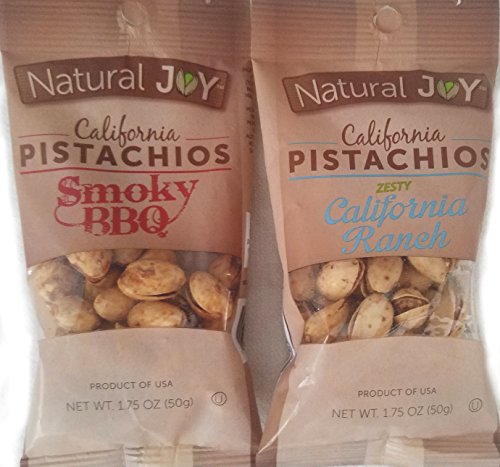 Natural JOY
California
PISTACHIOS
Smoky
BBQ
PRODUCT OF USA
NET WT. 1.75 OZ (50g)
U
Natural JOY
California
PISTACHIOS
ZESTY
California
Ranch
PRODUCT OF USA
NET WT. 1.75 OZ (50g)
U